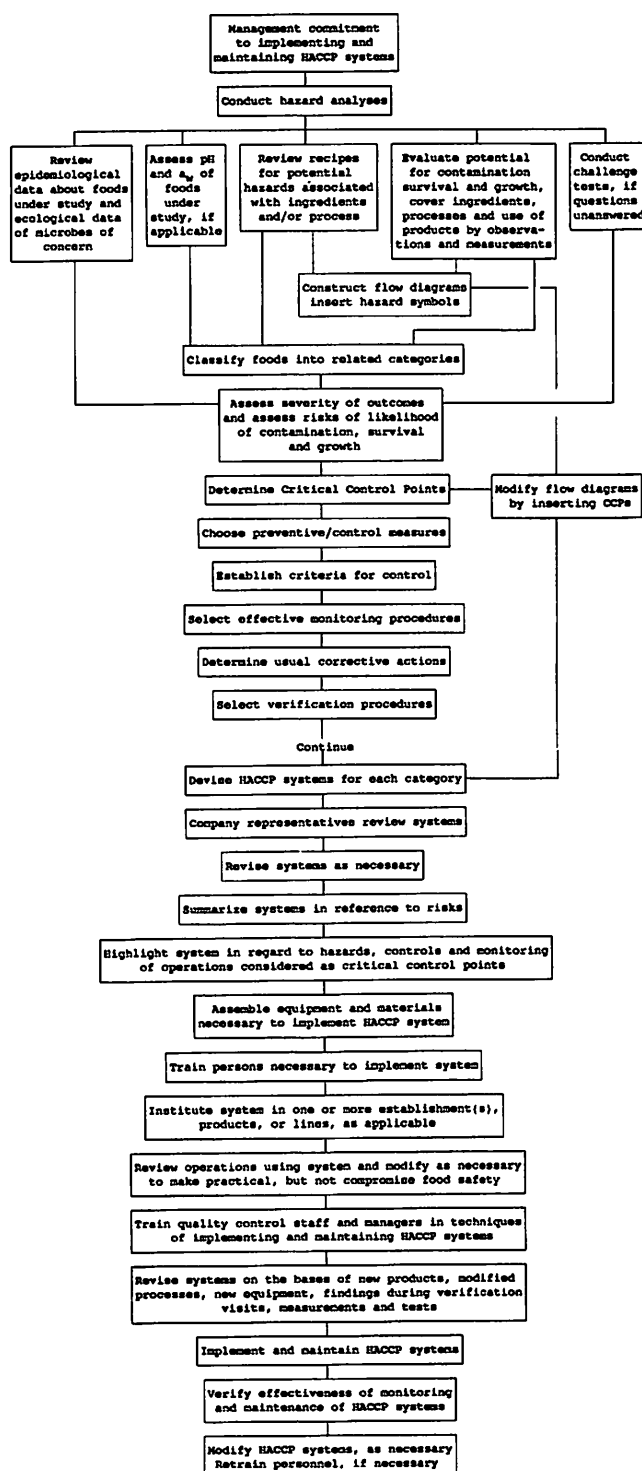 Management commitment
to implementing and
maintaining HACCP systems
Conduct hazard analyses
Review
epidemiological
data about foods
under study and
ecological data
of microbes of
concern
Assess pH
and aw of
foods
under
study, if
applicable
Review recipes
for potential
hazards associated
with ingredients
and/or process
Evaluate potential
for contamination
survival and growth,
cover ingredients,
processes and use of
products by observa-
tions and measurements
Conduct
challenge
tests, if
questions
unanswered
Construct flow diagrams
insert hazard symbols
Classify foods into related categories
Assess severity of outcomes
and assess risks of likelihood
of contamination, survival
and growth
Determine Critical Control Points
Modify flow diagrams
by inserting CCPs
Choose preventive/control measures
Establish criteria for control
Select effective monitoring procedures
Determine usual corrective actions
Select verification procedures
Continue
Devise HACCP systems for each category
Company representatives review systems
Revise systems as necessary
Summarize systems in reference to risks
Highlight system in regard to hazards, controls and monitoring
of operations considered as critical control points
Assemble equipment and materials
necessary to implement HACCP system
Train persons necessary to implement system
Institute system in one or more establishment(s),
products, or lines, as applicable
Review operations using system and modify as necessary
to make practical, but not compromise food safety
Train quality control staff and managers in techniques
of implementing and maintaining HACCP systems
Revise systems on the bases of new products, modified
processes, new equipment, findings during verification
visits, measurements and tests
Implement and maintain HACCP systems
Verify effectiveness of monitoring
and maintenance of HACCP systems
Modify HACCP systems, as necessary
Retrain personnel, if necessary